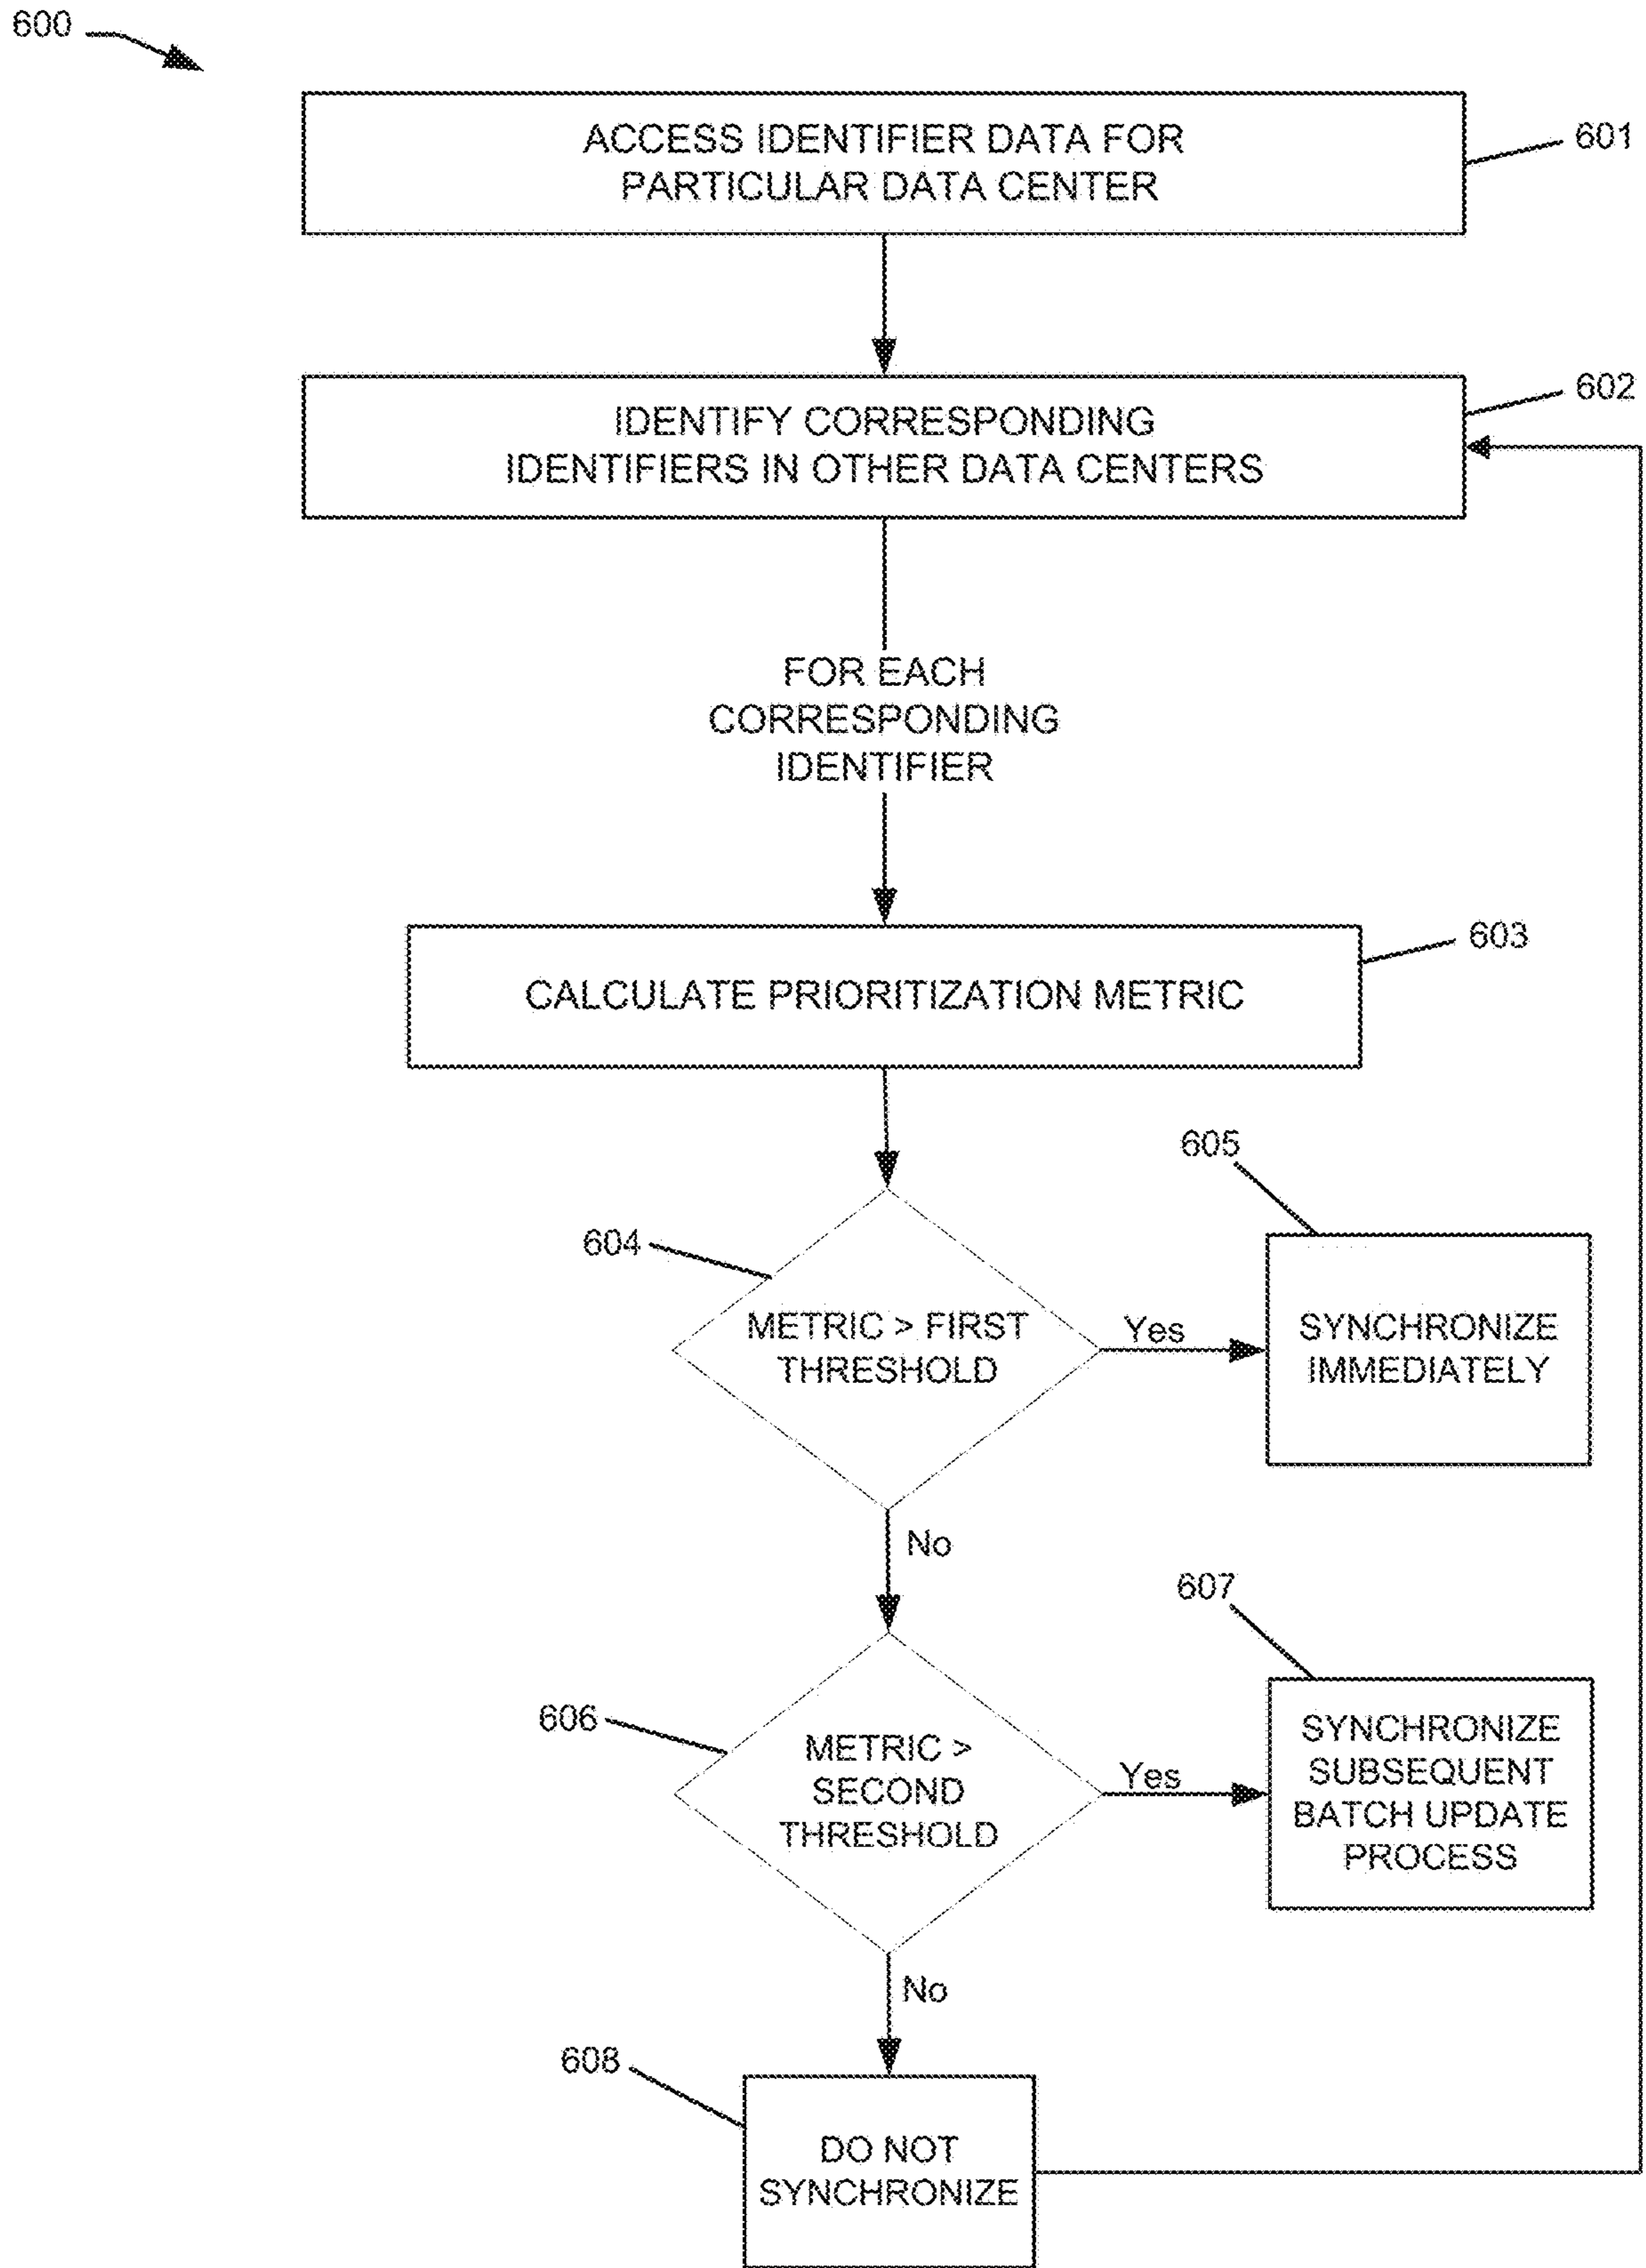 600
ACCESS IDENTIFIER DATA FOR
PARTICULAR DATA CENTER
601
IDENTIFY CORRESPONDING
IDENTIFIERS IN OTHER DATA CENTERS
602
FOR EACH
CORRESPONDING
IDENTIFIER
CALCULATE PRIORITIZATION METRIC
603
604
METRIC > FIRST
THRESHOLD
Yes
605
SYNCHRONIZE
IMMEDIATELY
No
606
METRIC >
SECOND
THRESHOLD
Yes
607
SYNCHRONIZE
SUBSEQUENT
BATCH UPDATE
PROCESS
No
608
DO NOT
SYNCHRONIZE